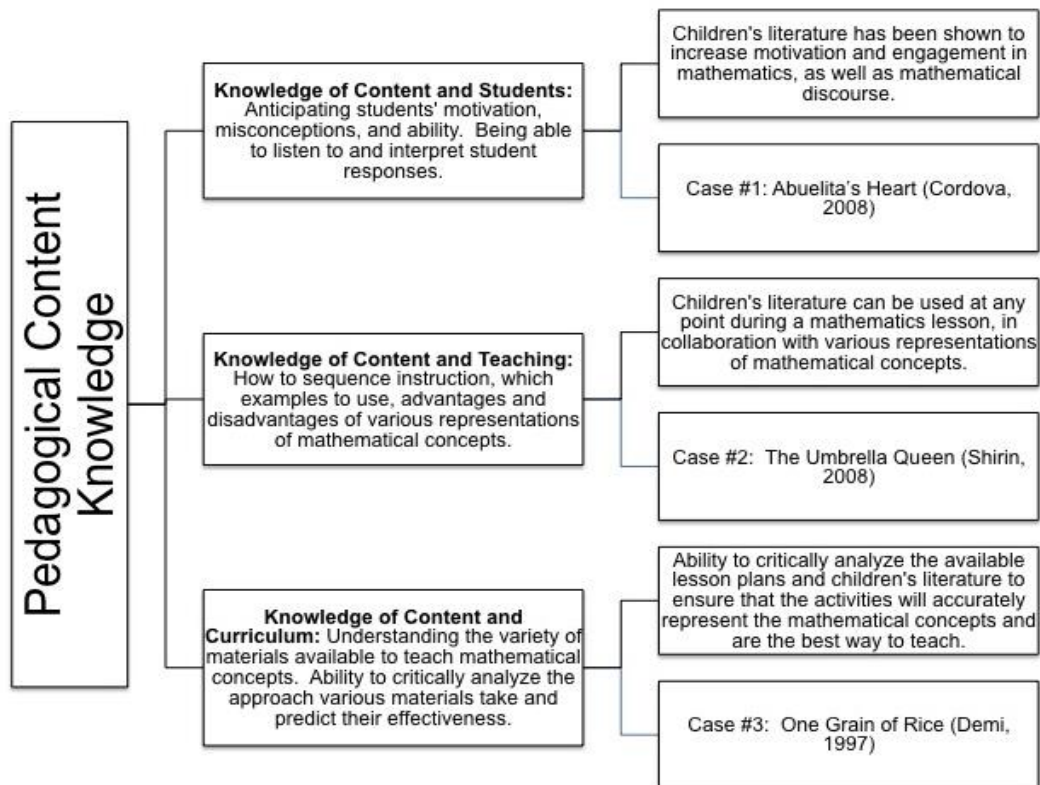 Pedagogical Content
Knowledge
Knowledge of Content and Students:
Anticipating students' motivation,
misconceptions, and ability.  Being able
to listen to and interpret student
responses.
Children's literature has been shown to
increase motivation and engagement in
mathematics, as well as mathematical
discourse.
Case #1: Abuelita's Heart (Cordova,
2008)
Knowledge of Content and Teaching:
How to sequence instruction, which
examples to use, advantages and
disadvantages of various representations
of mathematical concepts.
Children's literature can be used at any
point during a mathematics lesson, in
collaboration with various representations
of mathematical concepts.
Case #2:  The Umbrella Queen (Shirin,
2008)
Knowledge of Content and
Curriculum: Understanding the variety of
materials available to teach mathematical
concepts.  Ability to critically analyze the
approach various materials take and
predict their effectiveness.
Ability to critically analyze the available
lesson plans and children's literature to
ensure that the activities will accurately
represent the mathematical concepts and
are the best way to teach.
Case #3:  One Grain of Rice (Demi,
1997)